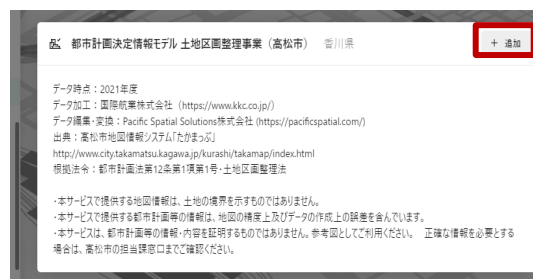 都市計画決定情報モデル 土地区画整理事業（高松市） 香川県
+ 追加
データ時点：2021年度
データ加工：国際航業株式会社（https://www.kkc.co.jp/）
データ編集・変換：Pacific Spatial Solutions株式会社 (https://pacificspatial.com/)
出典：高松市地図情報システム「たかまっぷ」
http://www.city.takamatsu.kagawa.jp/kurashi/takamap/index.html
根拠法令：都市計画法第12条第1項第1号・土地区画整理法
・本サービスで提供する地図情報は、土地の境界を示すものではありません。
・本サービスで提供する都市計画等の情報は、地図の精度上及びデータの作成上の誤差を含んでいます。
・本サービスは、都市計画等の情報・内容を証明するものではありません。参考図としてご利用ください。 正確な情報を必要とする
場合は、高松市の担当課窓口までご確認ください。